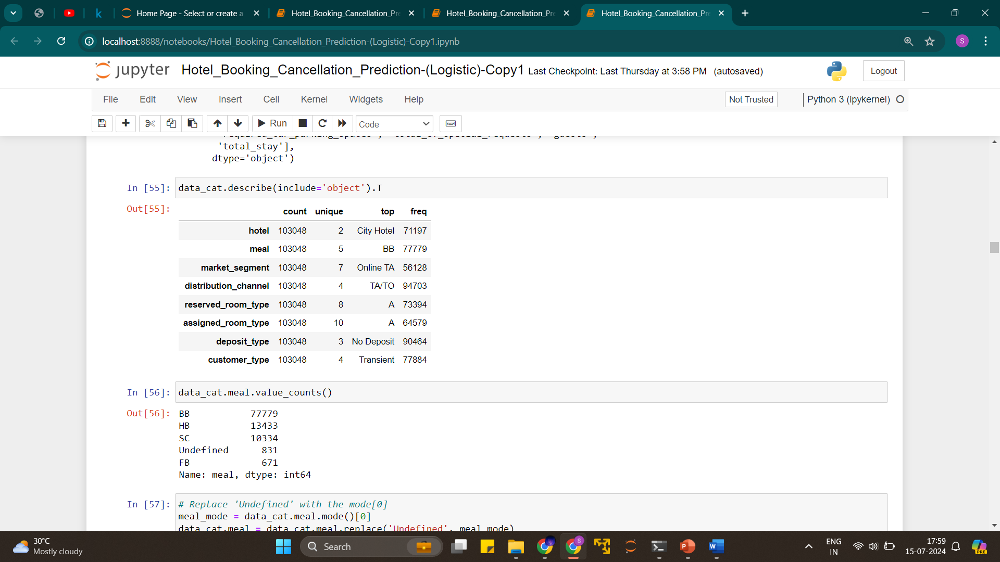 Home Page - Select or create a
Hotel_Booking_Cancellation_Pre
Hotel_Booking_Cancellation_Pre
Hotel_Booking_Cancellation_Pre
localhost:8888/notebooks/Hotel_Booking_Cancellation_Prediction-(Logistic)-Copy1.ipynb
S
jupyter Hotel_Booking_Cancellation_Prediction-(Logistic)-Copy1 Last Checkpoint: Last Thursday at 3:58 PM (autosaved)
Logout
File Edit View Insert Cell Kernel Widgets Help
Not Trusted
Python 3 (ipykernel)
Run
Code
'required_car_parking_spaces', 'total_of_special_requests', 'guests',
'total_stay'],
dtype='object')
In [55]: data_cat.describe(include='object').T
Out[55]:
count unique top freq
hotel 103048 2 City Hotel 71197
meal 103048 5 BB 77779
market_segment 103048 7 Online TA 56128
distribution_channel 103048 4 TA/TO 94703
reserved_room_type 103048 8 A 73394
assigned_room_type 103048 10 A 64579
deposit_type 103048 3 No Deposit 90464
customer_type 103048 4 Transient 77884
In [56]: data_cat.meal.value_counts()
Out[56]: BB 77779
HB 13433
SC 10334
Undefined 831
FB 671
Name: meal, dtype: int64
In [57]: # Replace 'Undefined' with the mode[0]
meal_mode = data_cat.meal.mode()[0]
data_cat.meal = data_cat.meal.replace('Undefined', meal_mode)
30°C
Mostly cloudy
Search
ENG
IN
17:59
15-07-2024
PRE